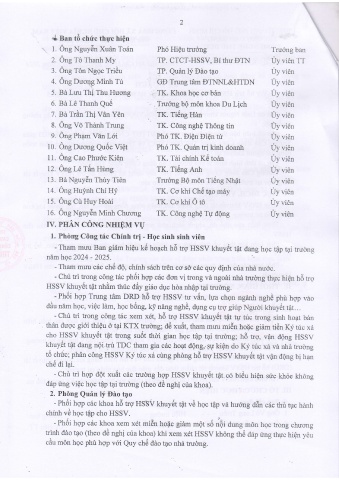 2
Ban tổ chức thực hiện
1. Ông Nguyễn Xuân Toán Phó Hiệu trưởng Trưởng ban
2. Ông Tô Thanh My TP. CTCT-HSSV, Bí thư ĐTN Ủy viên TT
3. Ông Tôn Ngọc Triều TP. Quản lý Đào tạo Ủy viên
4. Ông Dương Minh Tú GĐ Trung tâm ĐTNNL&HTDN Ủy viên
5. Bà Lưu Thị Thu Hương TK. Khoa học cơ bản Ủy viên
6. Bà Lê Thanh Quế Trưởng bộ môn khoa Du Lịch Ủy viên
7. Bà Trần Thị Vân Yên TK. Tiếng Hàn Ủy viên
8. Ông Võ Thành Trung TK. Công nghệ Thông tin Ủy viên
9. Ông Phạm Văn Lới Phó TK. Điện Điện tử Ủy viên
10. Ông Dương Quốc Việt Phó TK. Quản trị kinh doanh Ủy viên
11. Ông Cao Phước Kiên TK. Tài chính Kế toán Ủy viên
12. Ông Lê Tấn Hùng TK. Tiếng Anh Ủy viên
13. Bà Nguyễn Thủy Tiên Trưởng Bộ môn Tiếng Nhật Ủy viên
14. Ông Huỳnh Chí Hỷ TK. Cơ khí Chế tạo máy Ủy viên
15. Ông Cù Huy Hoài TK. Cơ khí Ô tô Ủy viên
16. Ông Nguyễn Minh Chương TK. Công nghệ Tự động Ủy viên
IV. PHÂN CÔNG NHIỆM VỤ
1. Phòng Công tác Chính trị - Học sinh sinh viên
- Tham mưu Ban giám hiệu kế hoạch hỗ trợ HSSV khuyết tật đang học tập tại trường
năm học 2024 - 2025.
- Tham mưu các chế độ, chính sách trên cơ sở các quy định của nhà nước.
- Chủ trì trong công tác phối hợp các đơn vị trong và ngoài nhà trường thực hiện hỗ trợ
HSSV khuyết tật nhằm thúc đẩy giáo dục hòa nhập tại trường.
- Phối hợp Trung tâm DRD hỗ trợ HSSV tư vấn, lựa chọn ngành nghề phù hợp vào
đầu năm học, việc làm, học bổng, kỹ năng nghề, dụng cụ trợ giúp Người khuyết tật…
- Chủ trì trong công tác xem xét, hỗ trợ HSSV khuyết tật tự túc trong sinh hoạt bản
thân được giới thiệu ở tại KTX trường; đề xuất, tham mưu miễn hoặc giảm tiền Ký túc xá
cho HSSV khuyết tật trong suốt thời gian học tập tại trường; hỗ trợ, vận động HSSV
khuyết tật đang nội trú TDC tham gia các hoạt động, sự kiện do Ký túc xá và nhà trường
tổ chức; phân công HSSV Ký túc xá cùng phòng hỗ trợ HSSV khuyết tật vận động bị hạn
chế đi lại.
- Chủ trì họp đột xuất các trường hợp HSSV khuyết tật có biểu hiện sức khỏe không
đáp ứng việc học tập tại trường (theo đề nghị của khoa).
2. Phòng Quản lý Đào tạo
- Phối hợp các khoa hỗ trợ HSSV khuyết tật về học tập và hướng dẫn các thủ tục hành
chính về học tập cho HSSV.
- Phối hợp các khoa xem xét miễn hoặc giảm một số nội dung môn học trong chương
trình đào tạo (theo đề nghị của khoa) khi xem xét HSSV không thể đáp ứng thực hiện yêu
cầu môn học phù hợp với Quy chế đào tạo nhà trường.